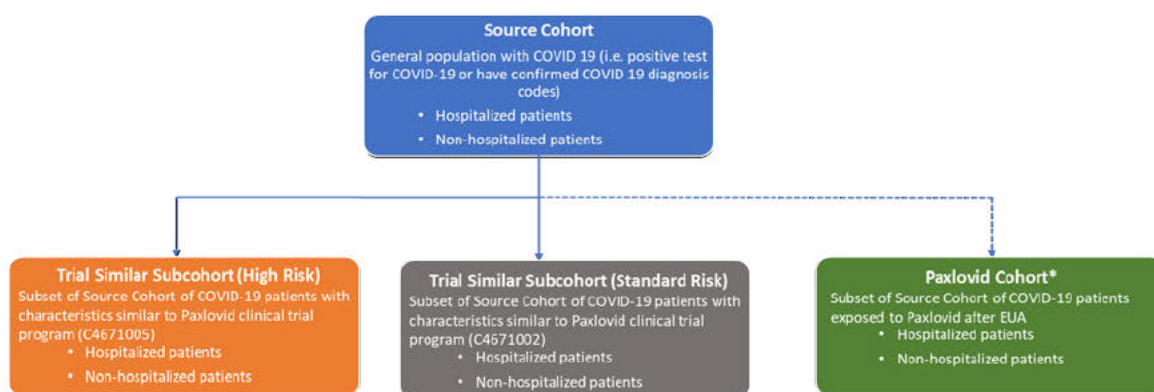 Source Cohort
General population with COVID 19 (i.e. positive test
for COVID-19 or have confirmed COVID 19 diagnosis
codes)
• Hospitalized patients
• Non-hospitalized patients
Trial Similar Subcohort (High Risk)
Subset of Source Cohort of COVID-19 patients with
characteristics similar to Paxlovid clinical trial
program (C4671005)
• Hospitalized patients
• Non-hospitalized patients
Trial Similar Subcohort (Standard Risk)
Subset of Source Cohort of COVID-19 patients with
characteristics similar to Paxlovid clinical trial
program (C4671002)
• Hospitalized patients
• Non-hospitalized patients
Paxlovid Cohort*
Subset of Source Cohort of COVID-19 patients
exposed to Paxlovid after EUA
• Hospitalized patients
• Non-hospitalized patients